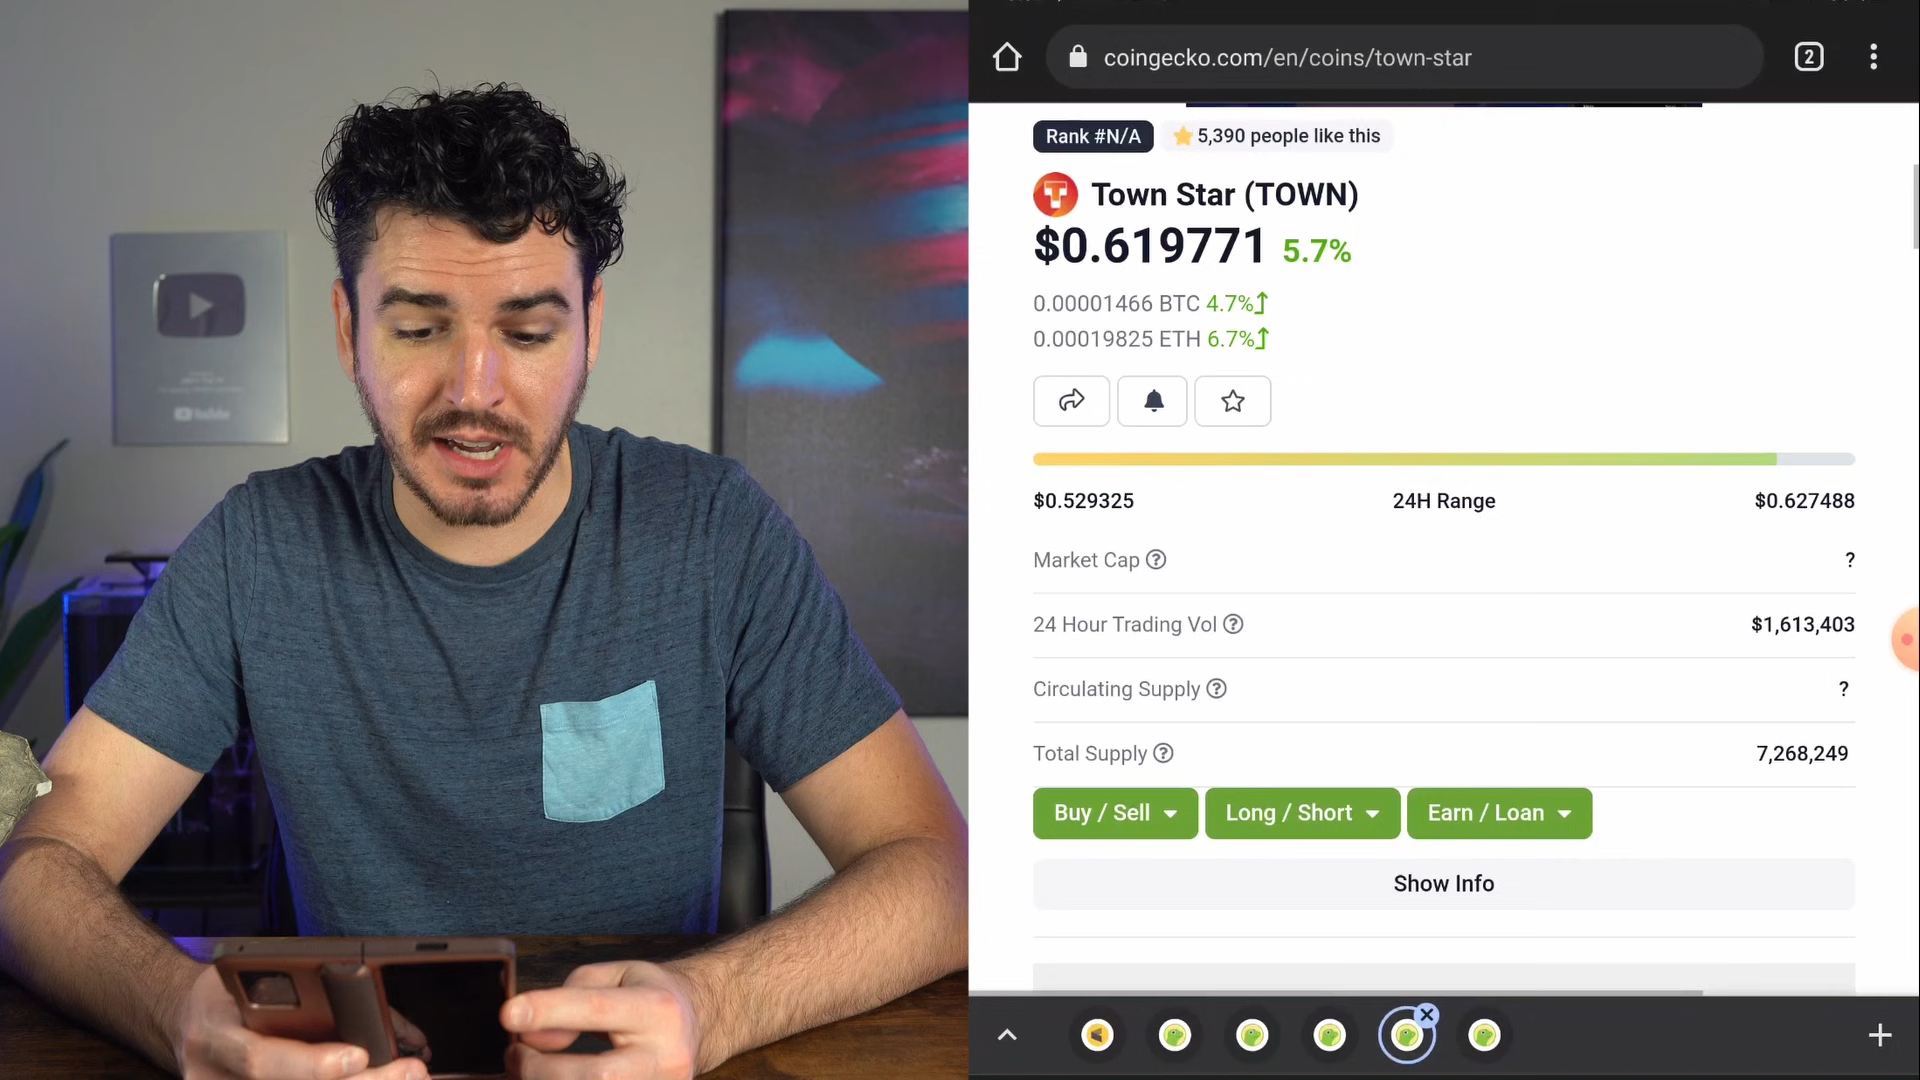 coingecko.com/en/coins/town-star
2
Rank #N/A
5,390 people like this
Town Star (TOWN)
$0.619771 5.7%
0.00001466 BTC 4.7%
0.00019825 ETH 6.7%
$0.529325 24H Range $0.627488
Market Cap ? ?
24 Hour Trading Vol ? $1,613,403
Circulating Supply ? ?
Total Supply ? 7,268,249
Buy / Sell Long / Short Earn / Loan
Show Info
YouTube